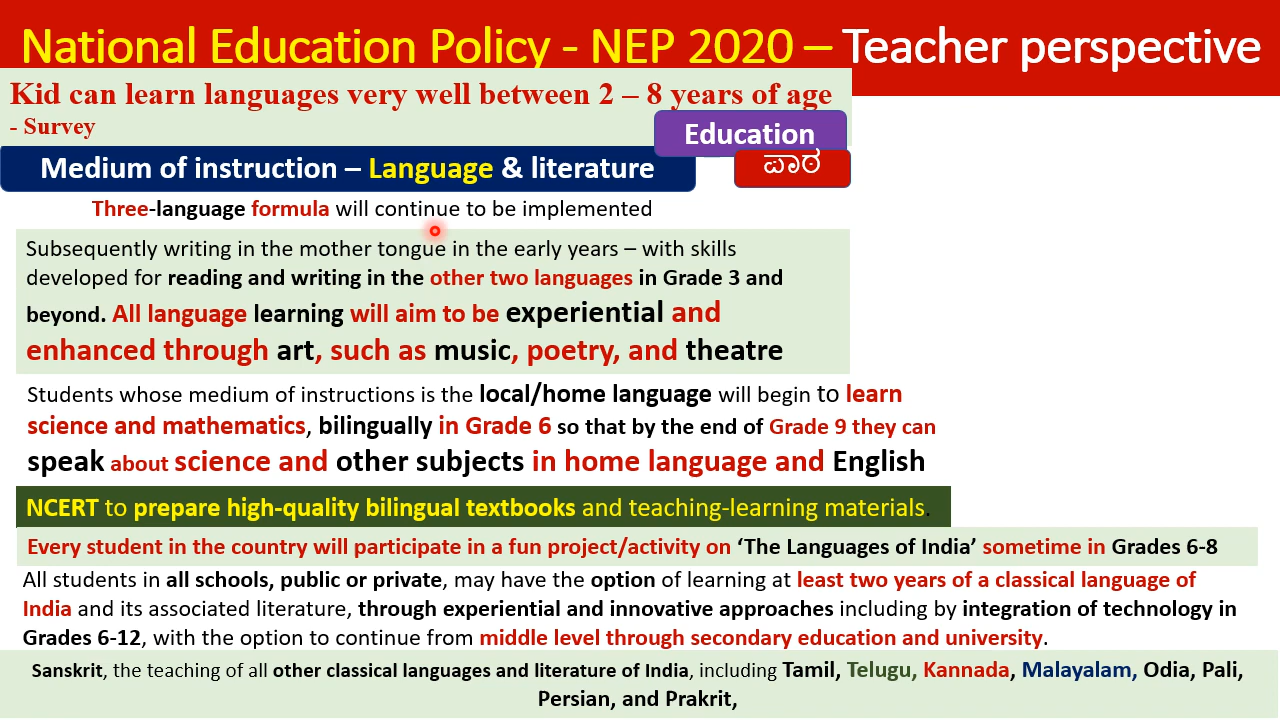 National Education Policy - NEP 2020 – Teacher perspective
Kid can learn languages very well between 2 – 8 years of age
- Survey
Education
Medium of instruction – Language & literature
ಪಾಠ
Three-language formula will continue to be implemented
Subsequently writing in the mother tongue in the early years – with skills
developed for reading and writing in the other two languages in Grade 3 and
beyond. All language learning will aim to be experiential and
enhanced through art, such as music, poetry, and theatre
Students whose medium of instructions is the local/home language will begin to learn
science and mathematics, bilingually in Grade 6 so that by the end of Grade 9 they can
speak about science and other subjects in home language and English
NCERT to prepare high-quality bilingual textbooks and teaching-learning materials.
Every student in the country will participate in a fun project/activity on ‘The Languages of India’ sometime in Grades 6-8
All students in all schools, public or private, may have the option of learning at least two years of a classical language of
India and its associated literature, through experiential and innovative approaches including by integration of technology in
Grades 6-12, with the option to continue from middle level through secondary education and university.
Sanskrit, the teaching of all other classical languages and literature of India, including Tamil, Telugu, Kannada, Malayalam, Odia, Pali,
Persian, and Prakrit,